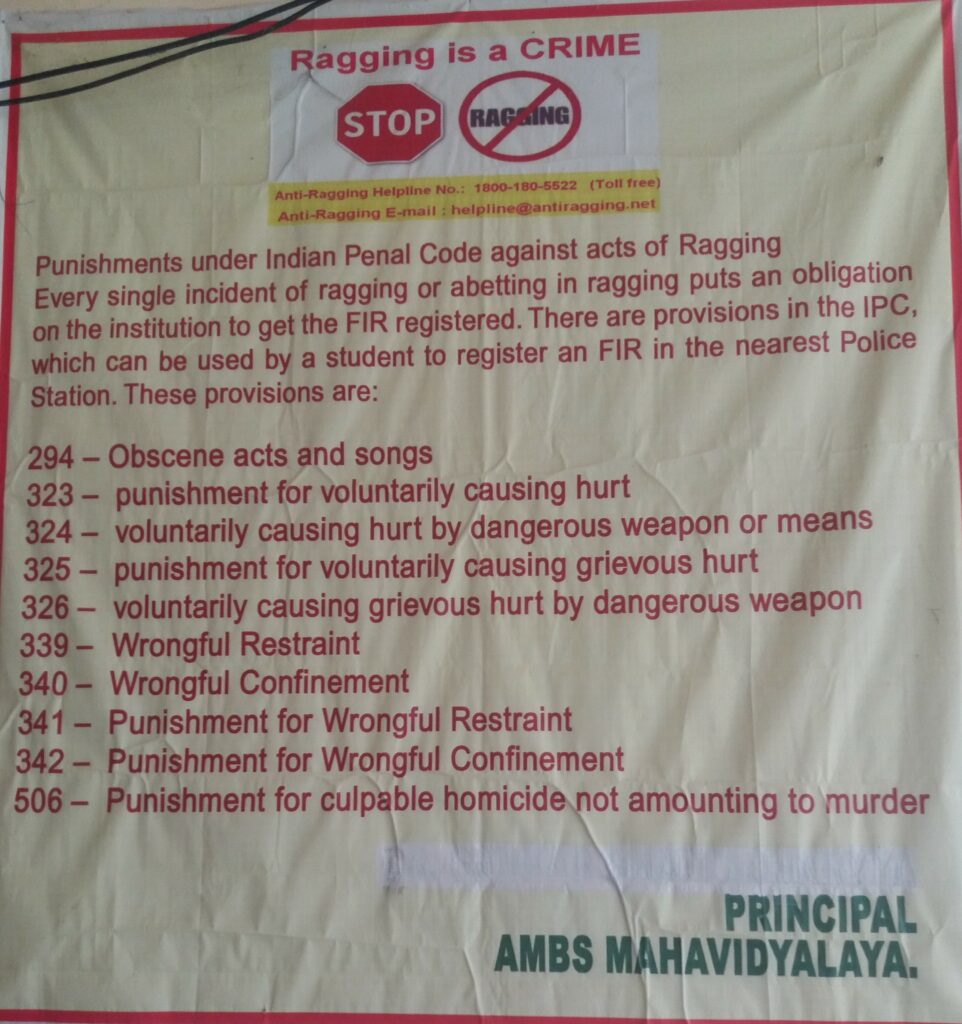 Ragging is a CRIME
STOP
RAGGING
Anti-Ragging Helpline No.: 1800-180-5522 (Toll free)
Anti-Ragging E-mail : helpline@antiragging.net
Punishments under Indian Penal Code against acts of Ragging
Every single incident of ragging or abetting in ragging puts an obligation
on the institution to get the FIR registered. There are provisions in the IPC,
which can be used by a student to register an FIR in the nearest Police
Station. These provisions are:
294 – Obscene acts and songs
323 – punishment for voluntarily causing hurt
324 – voluntarily causing hurt by dangerous weapon or means
325 – punishment for voluntarily causing grievous hurt
326 – voluntarily causing grievous hurt by dangerous weapon
339 – Wrongful Restraint
340 – Wrongful Confinement
341 – Punishment for Wrongful Restraint
342 – Punishment for Wrongful Confinement
506 – Punishment for culpable homicide not amounting to murder
PRINCIPAL
AMBS MAHAVIDYALAYA.